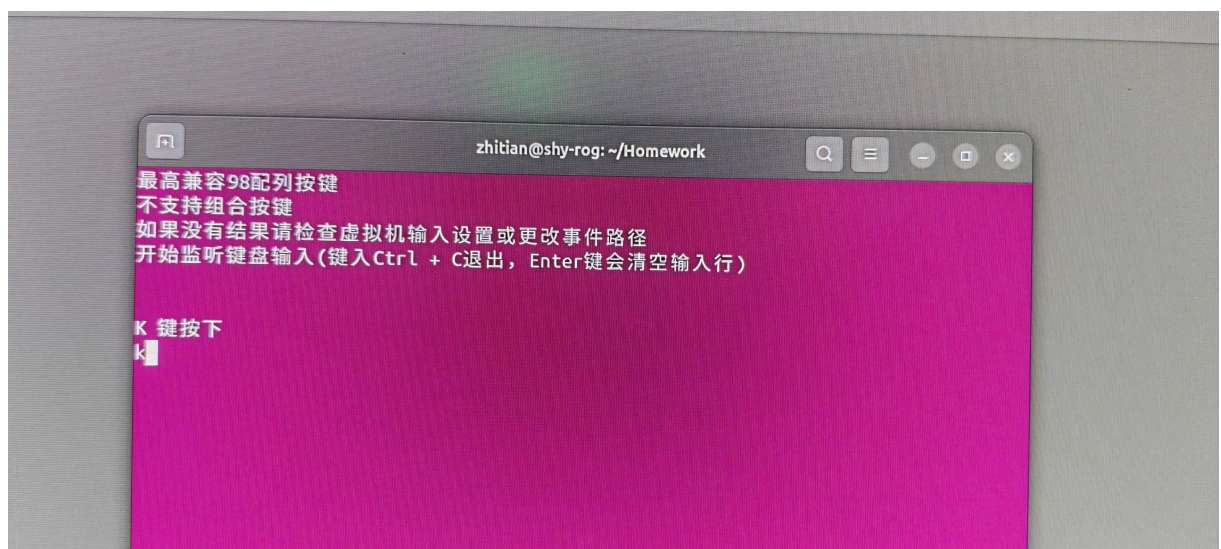 zhitian@shy-rog: ~/Homework
最高兼容98配列按键
不支持组合按键
如果没有结果请检查虚拟机输入设置或更改事件路径
开始监听键盘输入(键入Ctrl + C退出，Enter键会清空输入行)
K 键按下
k